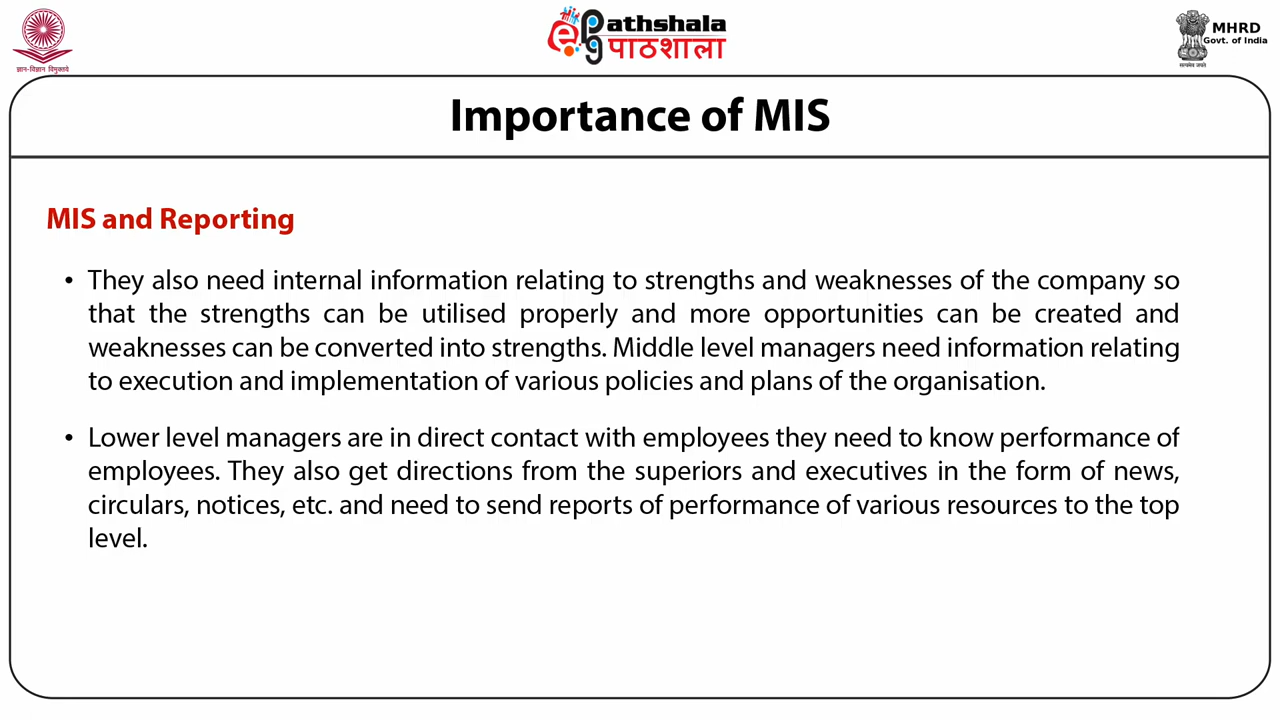 ज्ञान-विज्ञान विमुक्तये
ePG Pathshala
पाठशाला
MHRD
Govt. of India
सत्यमेव जयते
Importance of MIS
MIS and Reporting
• They also need internal information relating to strengths and weaknesses of the company so
that the strengths can be utilised properly and more opportunities can be created and
weaknesses can be converted into strengths. Middle level managers need information relating
to execution and implementation of various policies and plans of the organisation.
• Lower level managers are in direct contact with employees they need to know performance of
employees. They also get directions from the superiors and executives in the form of news,
circulars, notices, etc. and need to send reports of performance of various resources to the top
level.